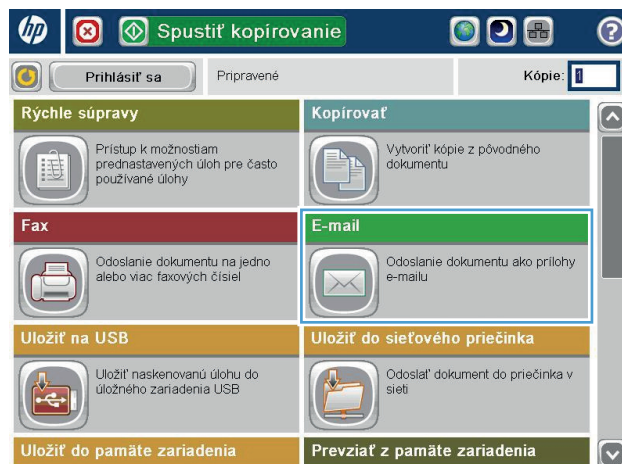 hp
Spustiť kopírovanie
?
Prihlásiť sa
Pripravené
Kópie: 1
Rýchle súpravy
Prístup k možnostiam
prednastavených úloh pre často
používané úlohy
Kopírovať
Vytvoriť kópie z pôvodného
dokumentu
Fax
Odoslanie dokumentu na jedno
alebo viac faxových čísiel
E-mail
Odoslanie dokumentu ako prílohy
e-mailu
Uložiť na USB
Uložiť naskenovanú úlohu do
úložného zariadenia USB
Uložiť do sieťového priečinka
Odoslať dokument do priečinka v
sieti
Uložiť do pamäte zariadenia
Prevziať z pamäte zariadenia